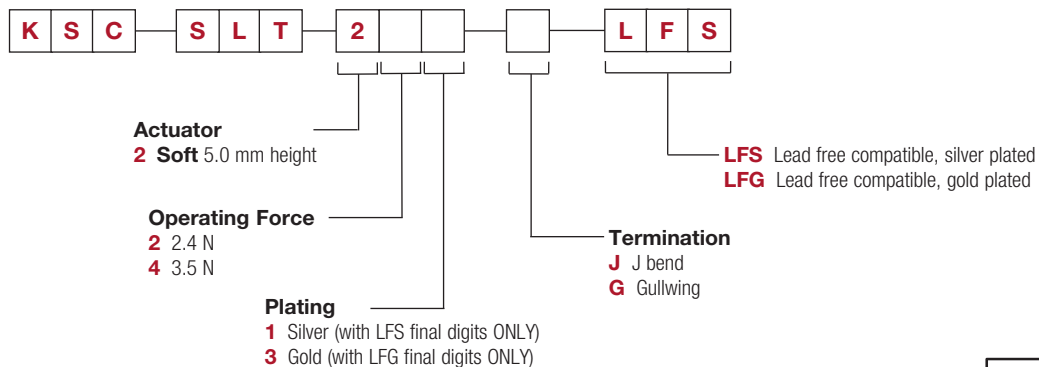 K S C S L T 2 L F S
Actuator
2 Soft 5.0 mm height
LFS Lead free compatible, silver plated
LFG Lead free compatible, gold plated
Operating Force
2 2.4 N
4 3.5 N
Termination
J J bend
G Gullwing
Plating
1 Silver (with LFS final digits ONLY)
3 Gold (with LFG final digits ONLY)